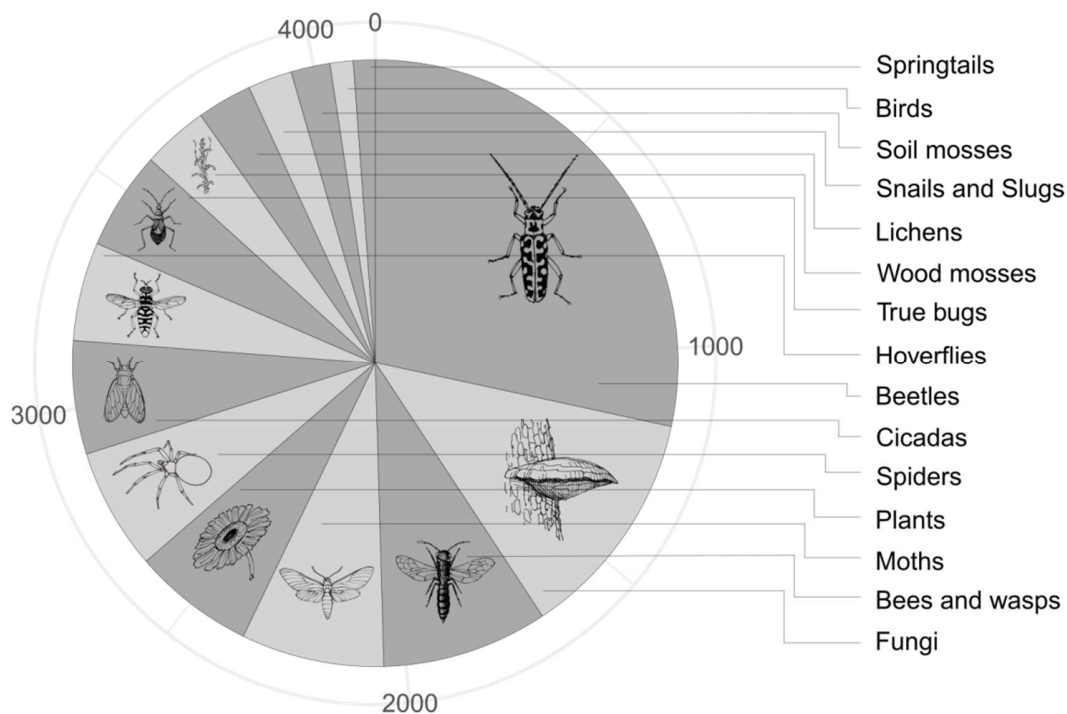 0
4000
1000
3000
2000
Springtails
Birds
Soil mosses
Snails and Slugs
Lichens
Wood mosses
True bugs
Hoverflies
Beetles
Cicadas
Spiders
Plants
Moths
Bees and wasps
Fungi